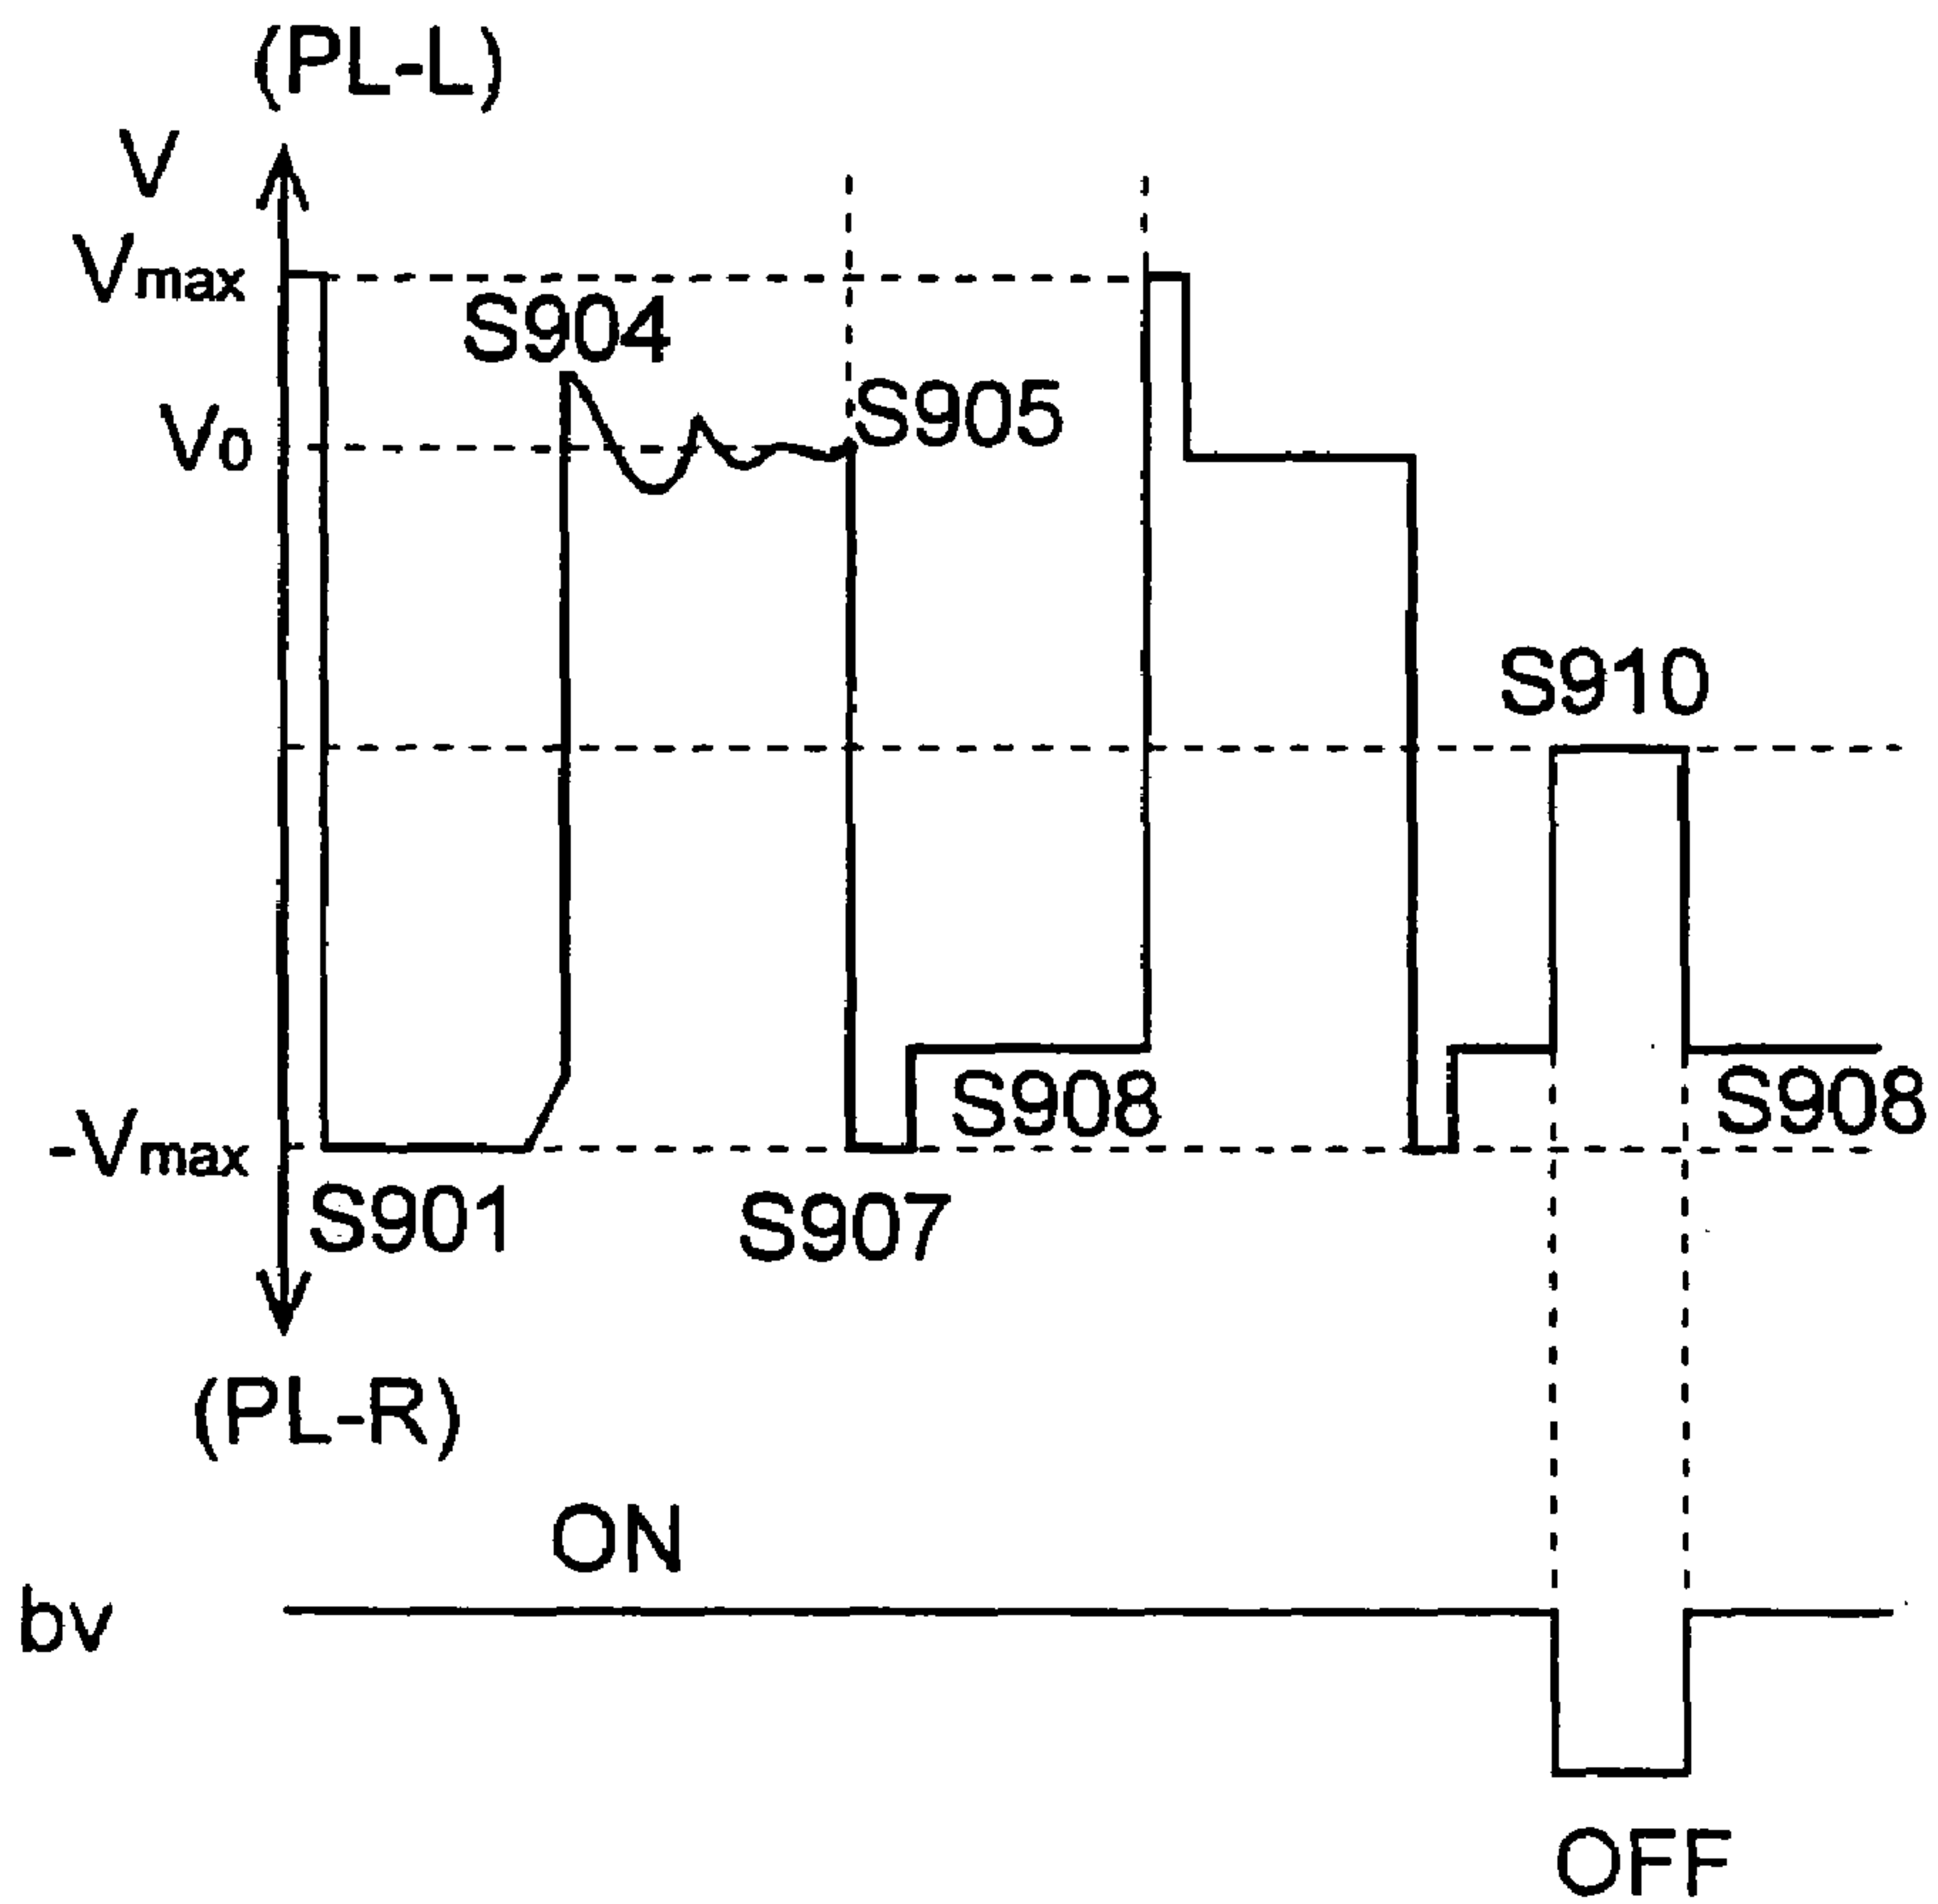 (PL-L)
V
Vmax
S904
V0
S905
S910
S908
S908
-Vmax
S901
S907
(PL-R)
ON
bv
OFF